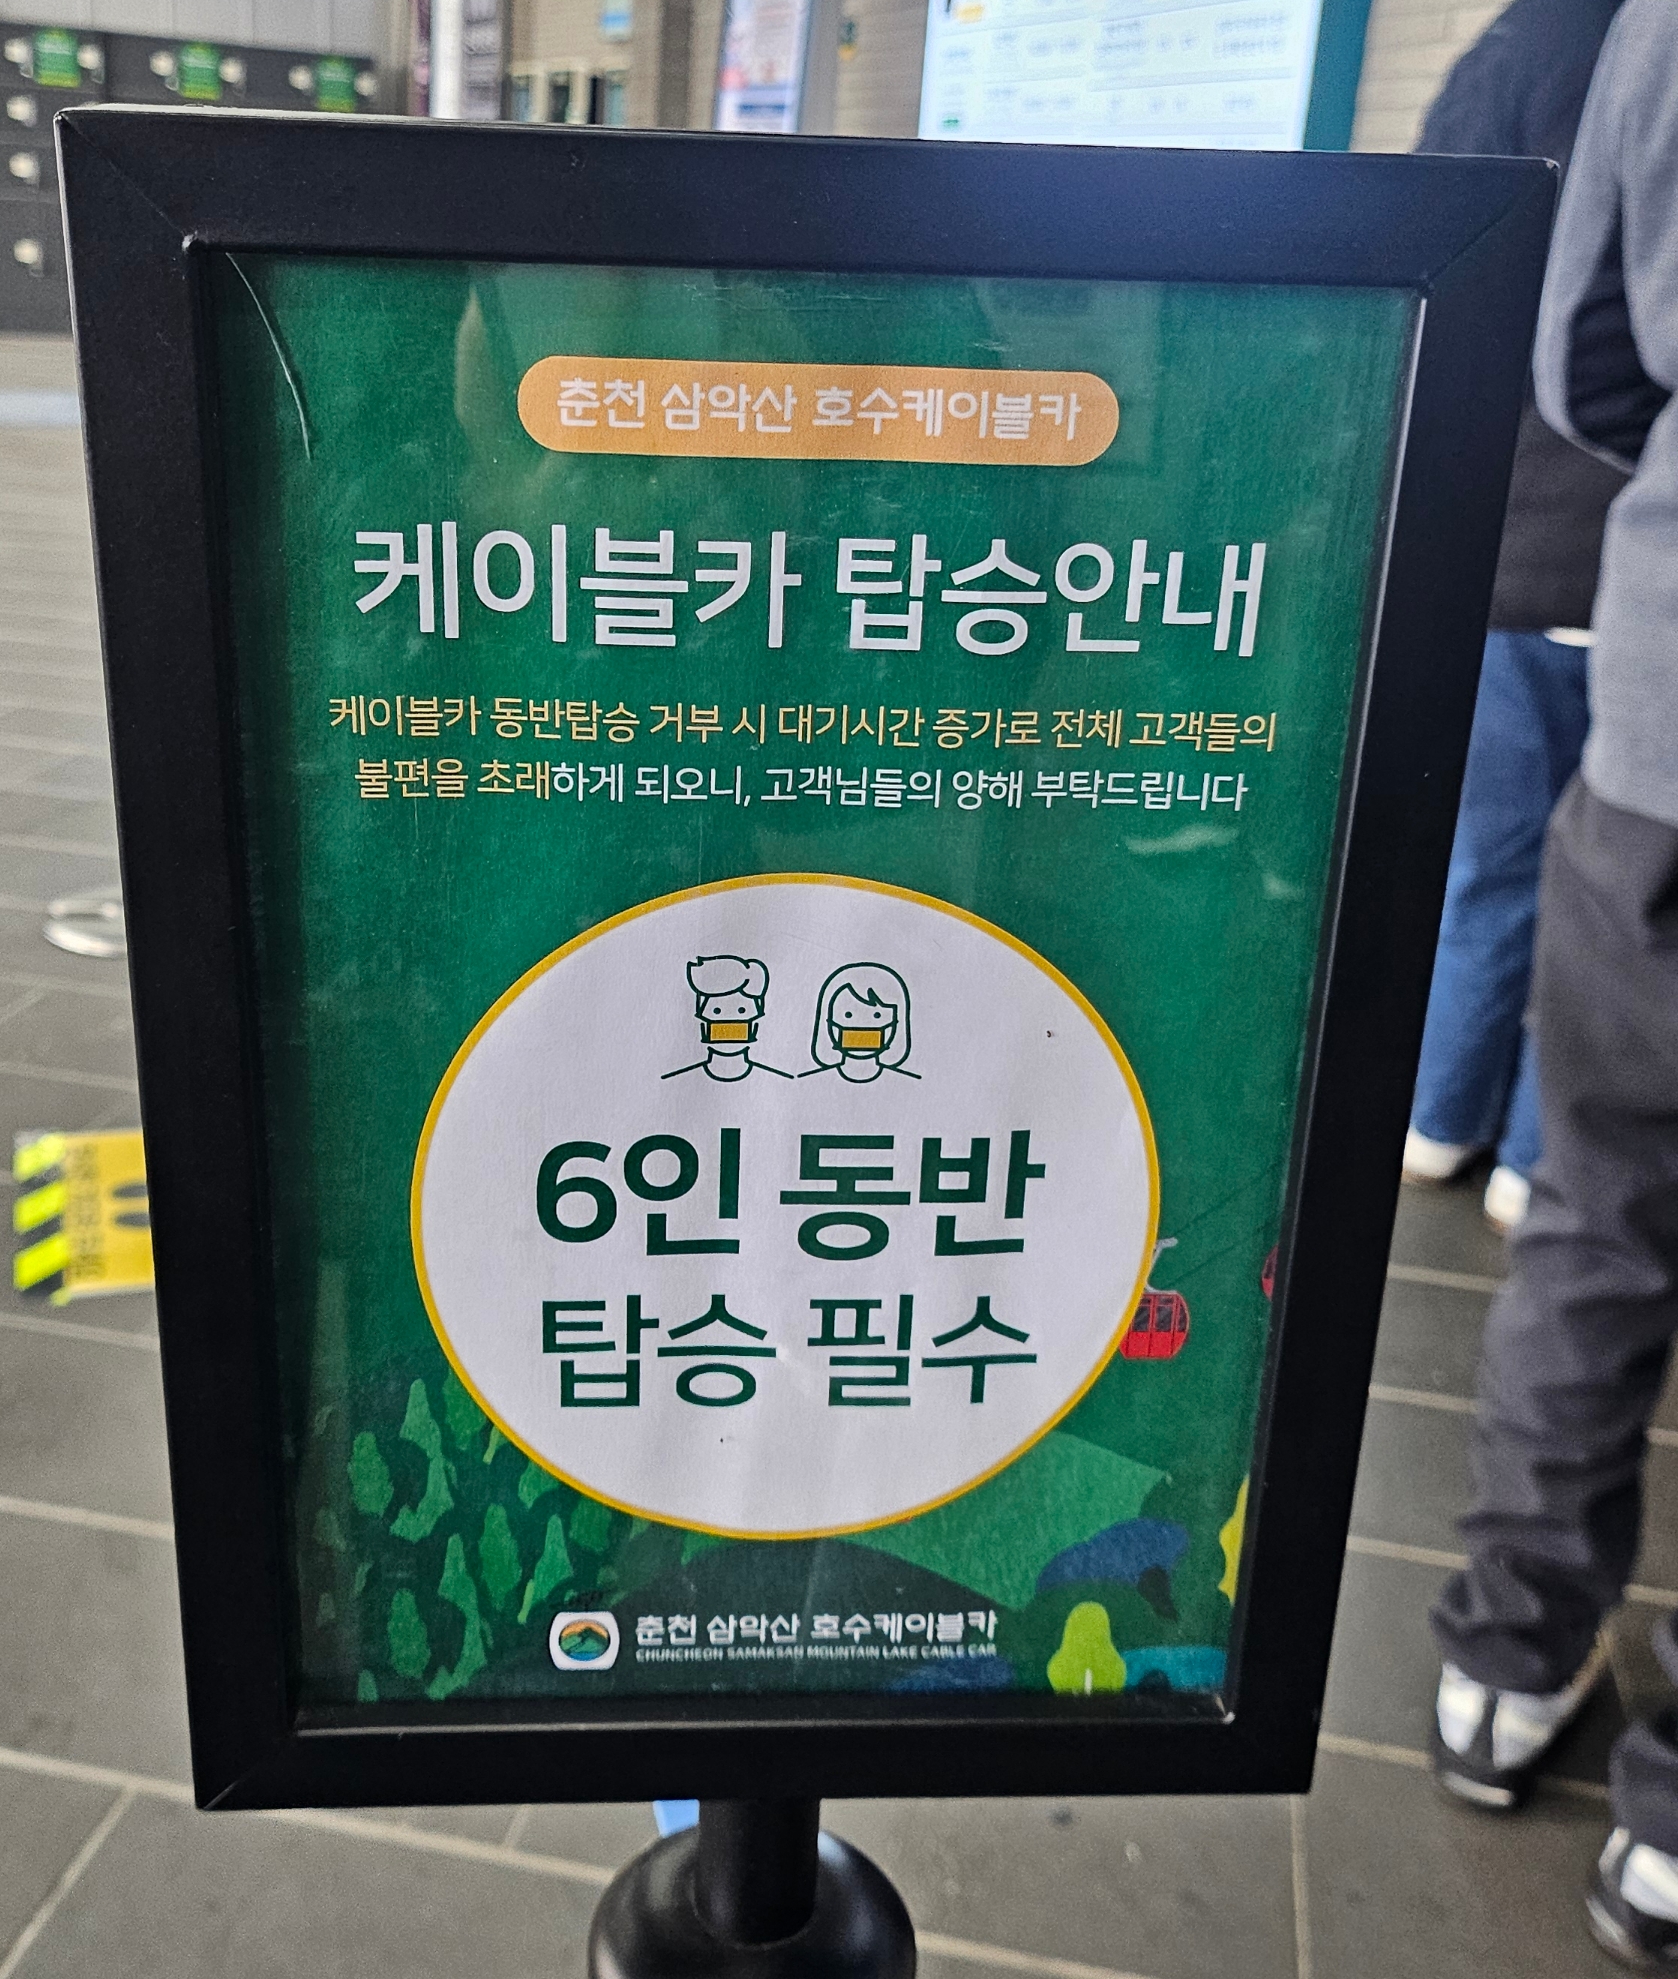 춘천 삼악산 호수케이블카
케이블카 탑승안내
케이블카 동반탑승 거부 시 대기시간 증가로 전체 고객들의
불편을 초래하게 되오니, 고객님들의 양해 부탁드립니다
6인 동반
탑승 필수
춘천 삼악산 호수케이블카
CHUNCHEON SAMAKSAN MOUNTAIN LAKE CABLE CAR